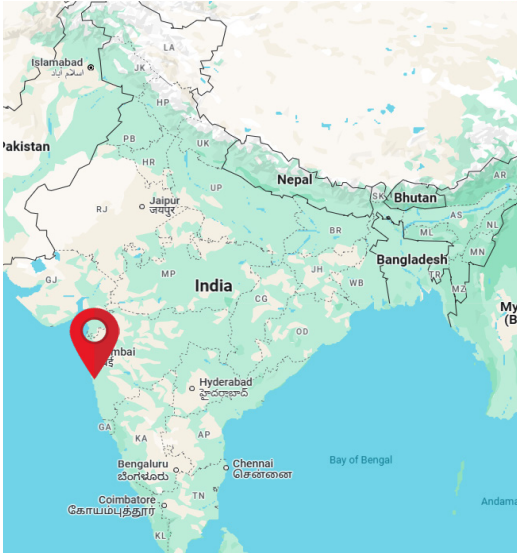 LA
Islamabad
اسلام آباد
JK
HP
PB
Pakistan
UK
HR
Nepal
AR
UP
SK
Bhutan
Jaipur
जयपुर
RJ
AS
NL
BR
ML
Bangladesh
MN
GJ
MP
India
JH
WB
TR
MZ
CG
My
(B
OD
mbai
Hyderabad
హైదరాబాద్
GA
KA
AP
Bengaluru
ಬೆಂಗಳೂರು
Chennai
சென்னை
Bay of Bengal
Coimbatore
கோயம்புத்தூர்
TN
Andama
KL